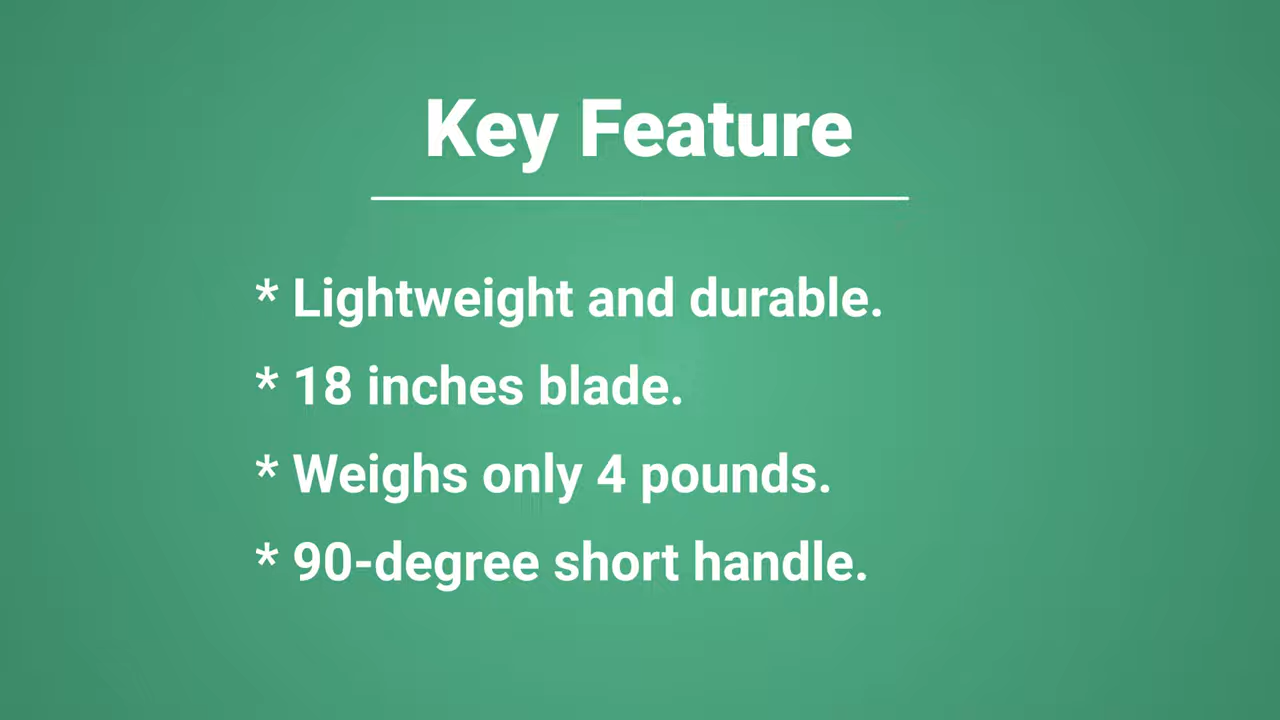 Key Feature
* Lightweight and durable.
* 18 inches blade.
* Weighs only 4 pounds.
* 90-degree short handle.